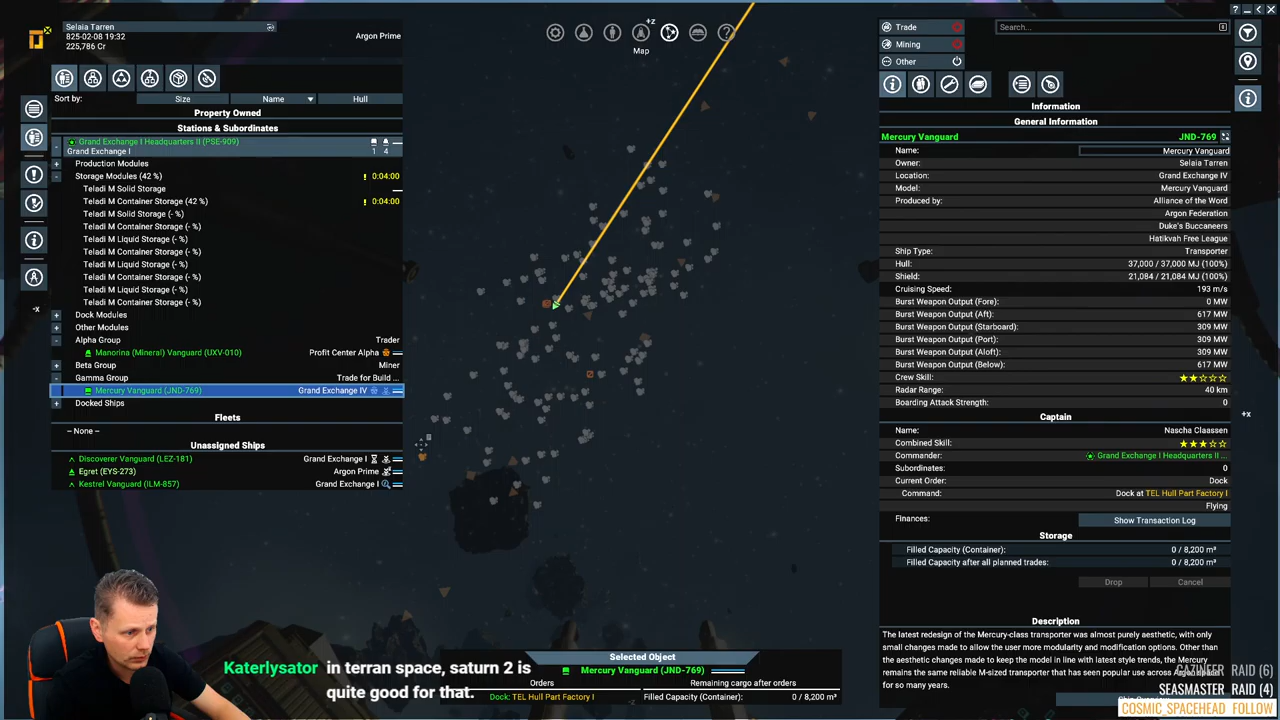 Selaia Tarren
825-02-08 19:32
225,786 Cr
Argon Prime
+z
Map
Trade
Mining
Other
Search...
Sort by:
Size
Name
Hull
Property Owned
Stations & Subordinates
Grand Exchange I Headquarters II (PSE-909)
Grand Exchange I
1 4
Production Modules
Storage Modules (42 %)
! 0:04:00
Teladi M Solid Storage
Teladi M Container Storage (42 %)
! 0:04:00
Teladi M Solid Storage (- %)
Teladi M Container Storage (- %)
Teladi M Liquid Storage (- %)
Teladi M Container Storage (- %)
Teladi M Liquid Storage (- %)
Teladi M Container Storage (- %)
Teladi M Liquid Storage (- %)
Teladi M Container Storage (- %)
Dock Modules
Other Modules
Alpha Group Trader
Manorina (Mineral) Vanguard (UXV-010) Profit Center Alpha
Beta Group Miner
Gamma Group Trade for Build ...
Mercury Vanguard (JND-769) Grand Exchange IV
Docked Ships
Fleets
-- None --
Unassigned Ships
Discoverer Vanguard (LEZ-181) Grand Exchange I
Egret (EYS-273) Argon Prime
Kestrel Vanguard (ILM-857) Grand Exchange I
-x
+x
Information
General Information
Mercury Vanguard JND-769
Name: Mercury Vanguard
Owner: Selaia Tarren
Location: Grand Exchange IV
Model: Mercury Vanguard
Produced by: Alliance of the Word
Argon Federation
Duke's Buccaneers
Hatikvah Free League
Ship Type: Transporter
Hull: 37,000 / 37,000 MJ (100%)
Shield: 21,084 / 21,084 MJ (100%)
Cruising Speed: 193 m/s
Burst Weapon Output (Fore): 0 MW
Burst Weapon Output (Aft): 617 MW
Burst Weapon Output (Starboard): 309 MW
Burst Weapon Output (Port): 309 MW
Burst Weapon Output (Aloft): 309 MW
Burst Weapon Output (Below): 617 MW
Crew Skill: ★★☆☆☆
Radar Range: 40 km
Boarding Attack Strength: 0
Captain
Name: Nascha Claassen
Combined Skill: ★★★☆☆
Commander: Grand Exchange I Headquarters II ...
Subordinates: 0
Current Order: Dock
Command: Dock at TEL Hull Part Factory I
Flying
Finances: Show Transaction Log
Storage
Filled Capacity (Container): 0 / 8,200 m³
Filled Capacity after all planned trades: 0 / 8,200 m³
Drop Cancel
Description
The latest redesign of the Mercury-class transporter was almost purely aesthetic, with only
small changes made to allow the user more modularity and modification options. Other
than the aesthetic changes made to keep the model in line with latest style trends, the Mercury
remains the same reliable M-sized transporter that has seen popular use across Argon space
for so many years.
Selected Object
Mercury Vanguard (JND-769)
Orders
Remaining cargo after orders
Dock: TEL Hull Part Factory I
Filled Capacity (Container): 0 / 8,200 m³
-z
Katerlysator in terran space, saturn 2 is
quite good for that.
RAID (6)
SEASMASTER_RAID (4)
COSMIC_SPACEHEAD FOLLOW